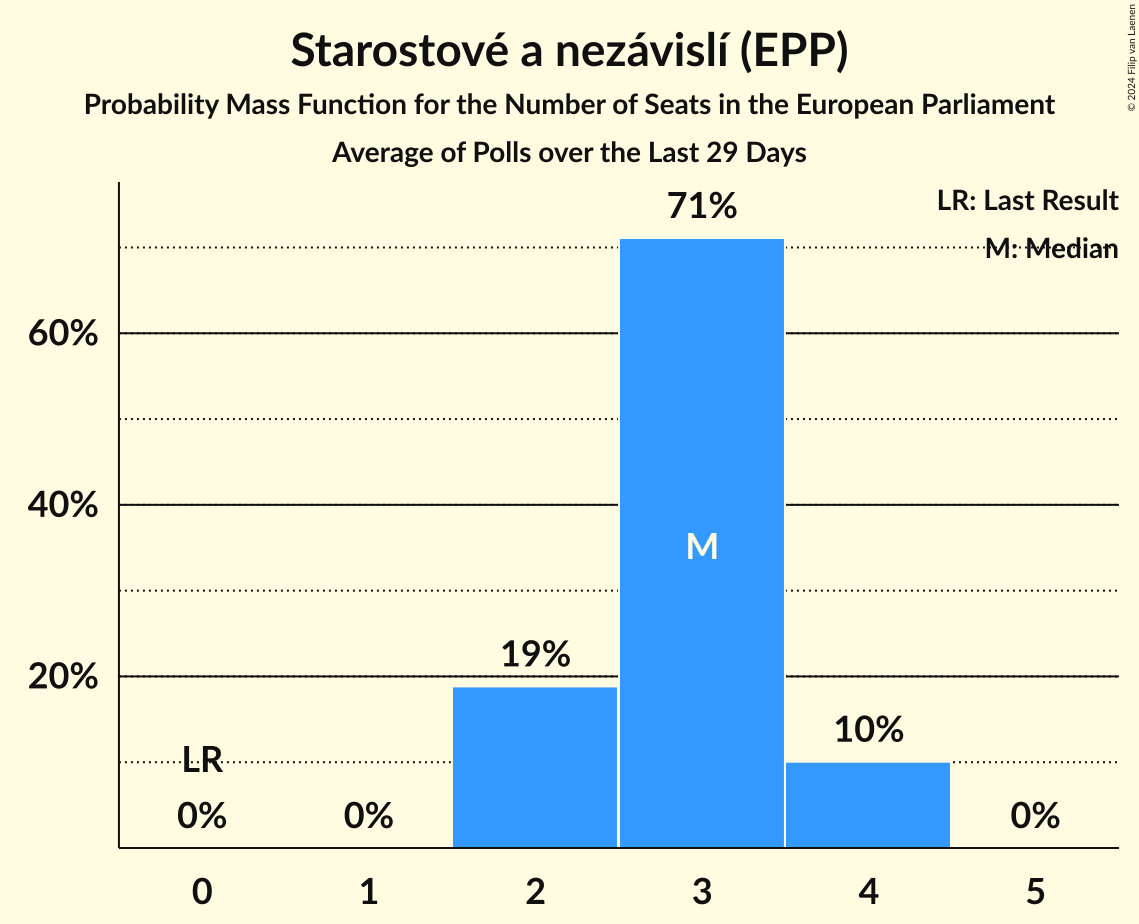 Starostové a nezávislí (EPP)
Probability Mass Function for the Number of Seats in the European Parliament
Average of Polls over the Last 29 Days
© 2024 Filip van Laenen
LR: Last Result
M: Median
71%
60%
40%
M
19%
20%
10%
LR
0%
0%
0%
0
1
2
3
4
5